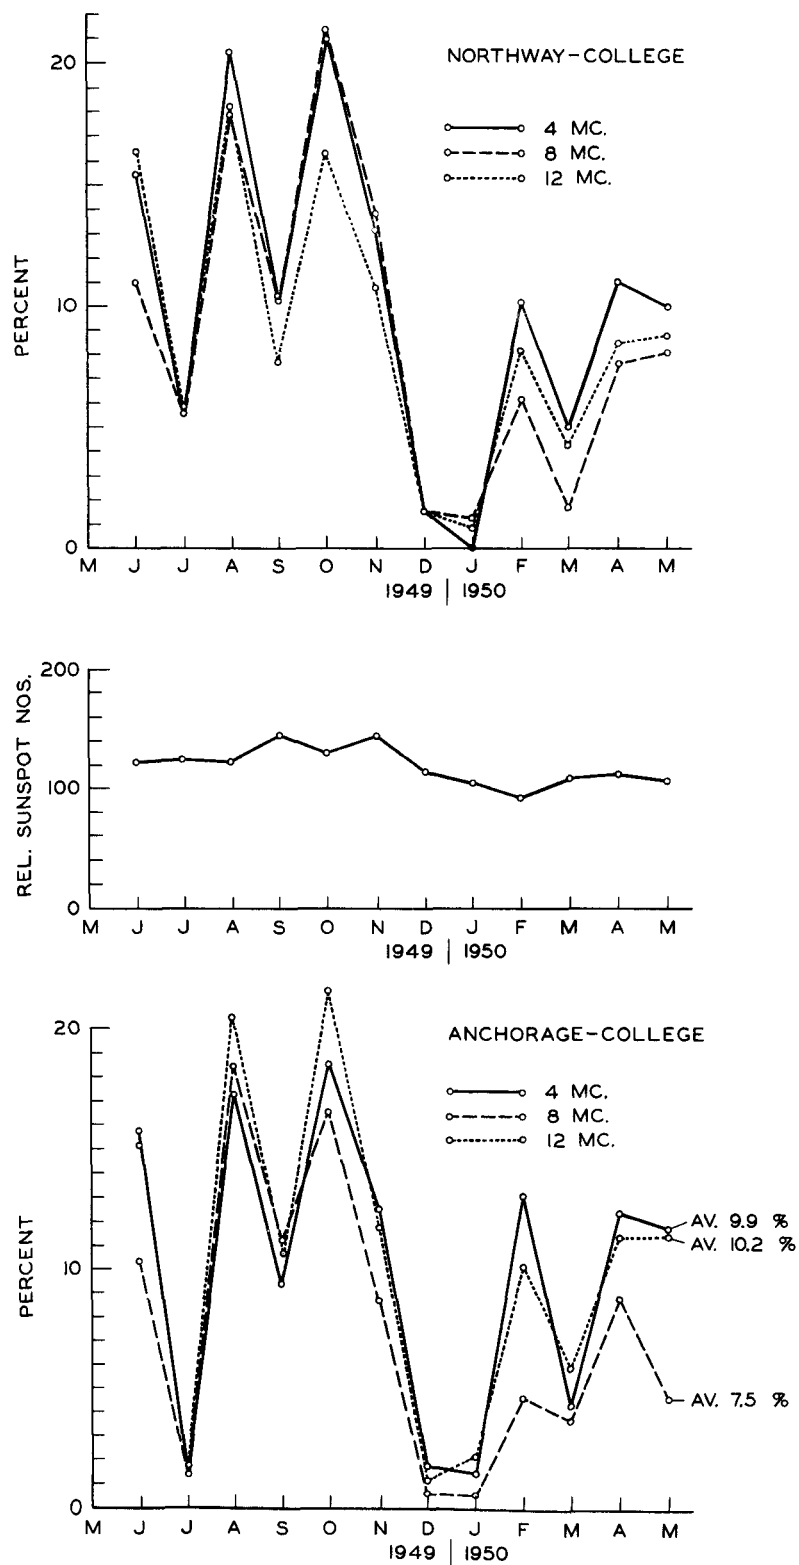 NORTHWAY-COLLEGE
4 MC.
8 MC.
12 MC.
PERCENT
20
10
0
M J J A S O N D J F M A M
1949 | 1950
REL. SUNSPOT NOS.
200
100
0
M J J A S O N D J F M A M
1949 | 1950
ANCHORAGE-COLLEGE
4 MC.
8 MC.
12 MC.
PERCENT
20
10
0
AV. 9.9 %
AV. 10.2 %
AV. 7.5 %
M J J A S O N D J F M A M
1949 | 1950